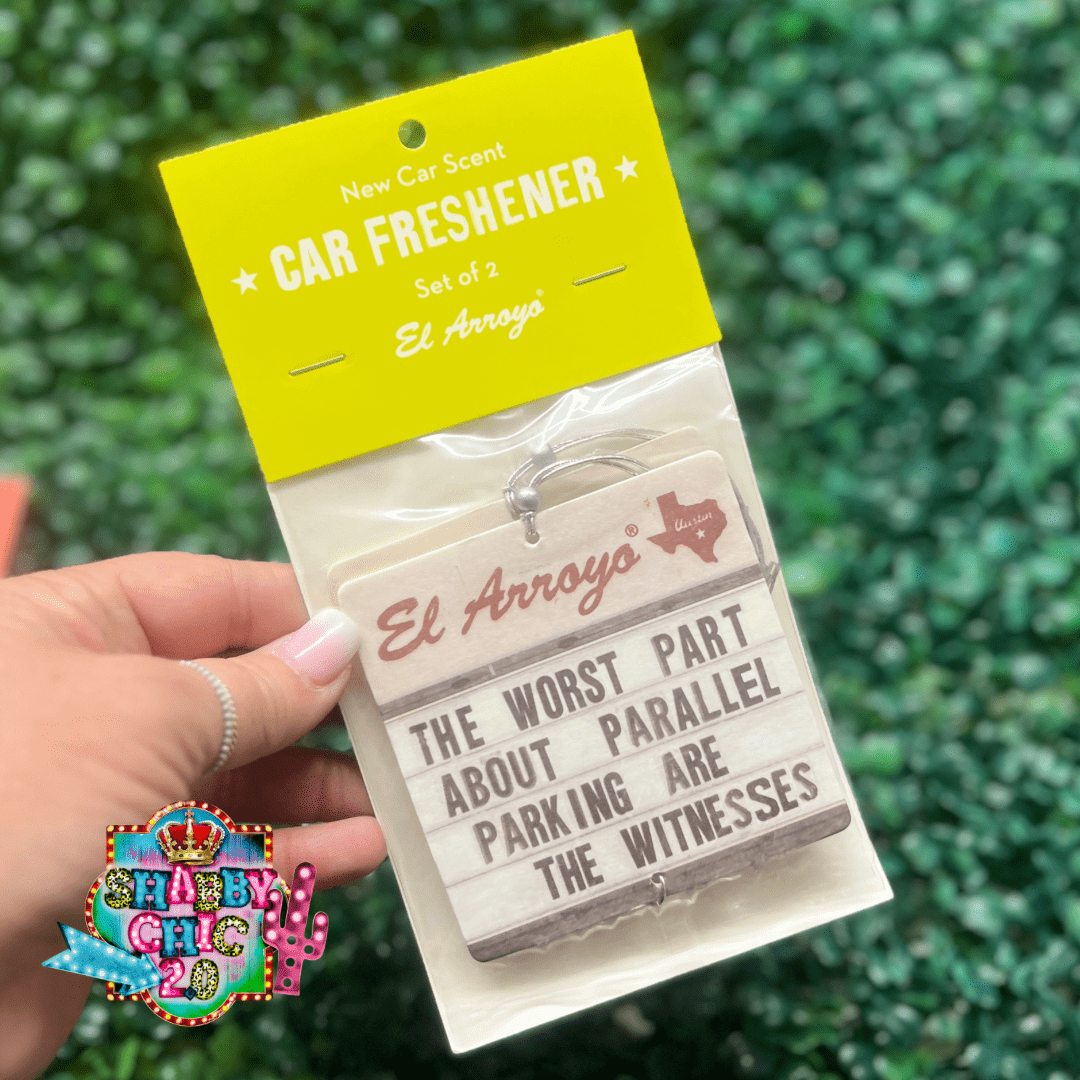 New Car Scent
CAR FRESHENER
Set of 2
El Arroyo®
El Arroyo®
Austin
THE WORST PART
ABOUT PARALLEL
PARKING ARE
THE WITNESSES
SHABBY
CHIC
2.0